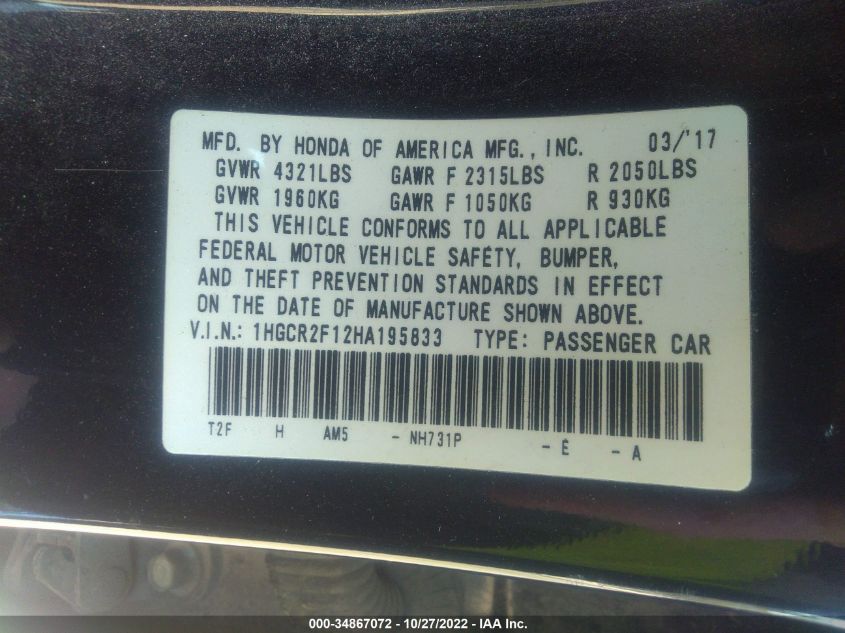 MFD. BY HONDA OF AMERICA MFG., INC. 03/'17
GVWR 4321LBS GAWR F 2315LBS R 2050LBS
GVWR 1960KG GAWR F 1050KG R 930KG
THIS VEHICLE CONFORMS TO ALL APPLICABLE
FEDERAL MOTOR VEHICLE SAFETY, BUMPER,
AND THEFT PREVENTION STANDARDS IN EFFECT
ON THE DATE OF MANUFACTURE SHOWN ABOVE.
V.I.N.: 1HGCR2F12HA195833 TYPE: PASSENGER CAR
T2F H AM5 - NH731P - E - A
000-34867072 - 10/27/2022 - IAA Inc.